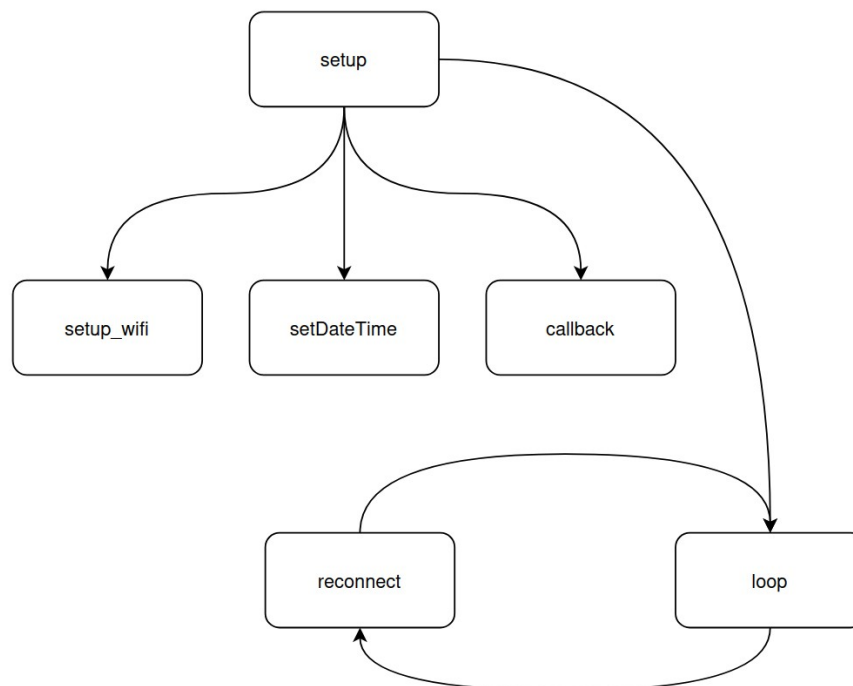 setup
setup_wifi
setDateTime
callback
reconnect
loop